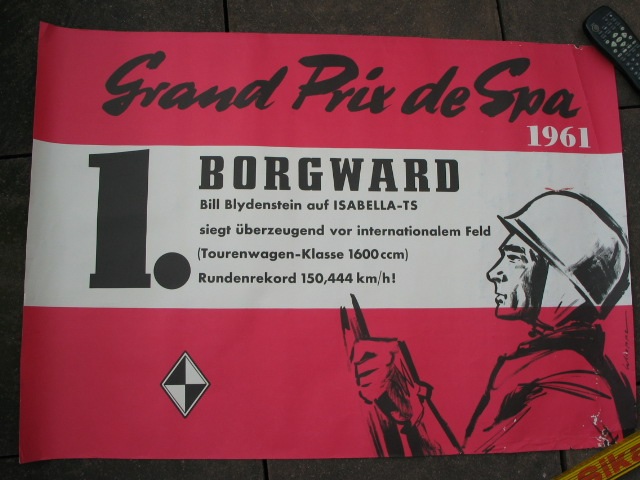 Grand Prix de Spa
1961
1.
BORGWARD
Bill Blydenstein auf ISABELLA-TS
siegt überzeugend vor internationalem Feld
(Tourenwagen-Klasse 1600 ccm)
Rundenrekord 150,444 km/h!
Sika